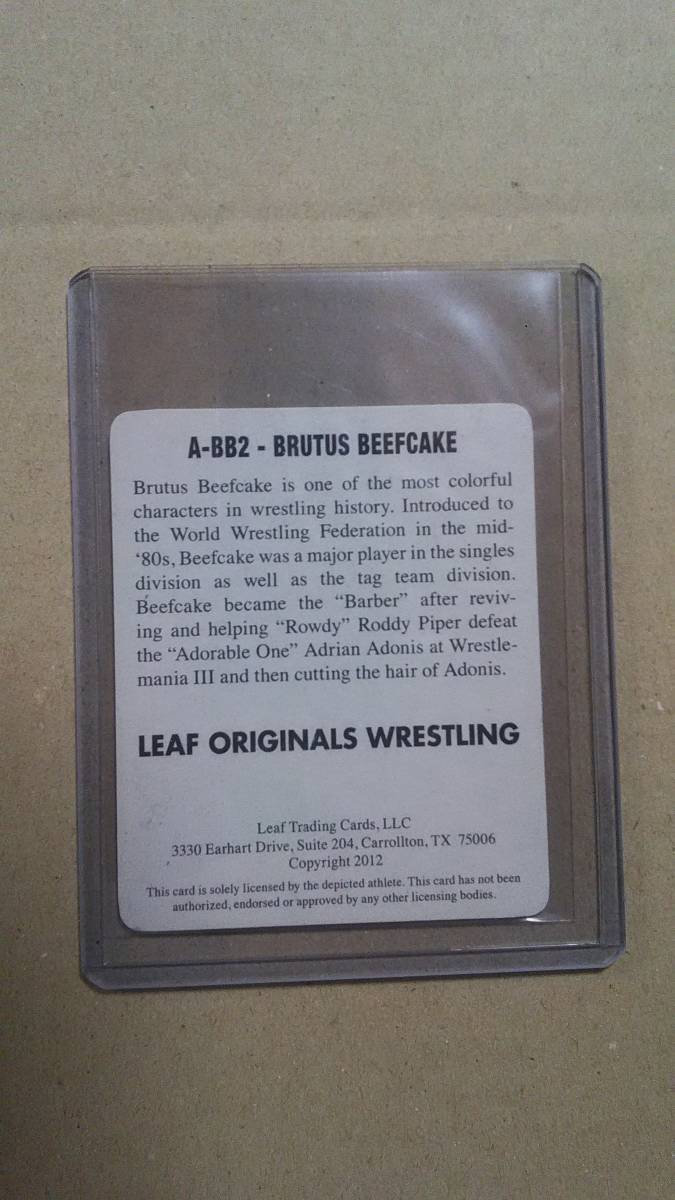 A-BB2 - BRUTUS BEEFCAKE
Brutus Beefcake is one of the most colorful
characters in wrestling history. Introduced to
the World Wrestling Federation in the mid-
‘80s, Beefcake was a major player in the singles
division as well as the tag team division.
Beefcake became the “Barber” after reviv-
ing and helping “Rowdy” Roddy Piper defeat
the “Adorable One” Adrian Adonis at Wrestle-
mania III and then cutting the hair of Adonis.
LEAF ORIGINALS WRESTLING
Leaf Trading Cards, LLC
3330 Earhart Drive, Suite 204, Carrollton, TX 75006
Copyright 2012
This card is solely licensed by the depicted athlete. This card has not been
authorized, endorsed or approved by any other licensing bodies.